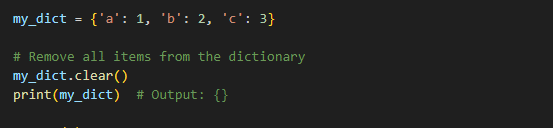 my_dict = {'a': 1, 'b': 2, 'c': 3}
# Remove all items from the dictionary
my_dict.clear()
print(my_dict)  # Output: {}